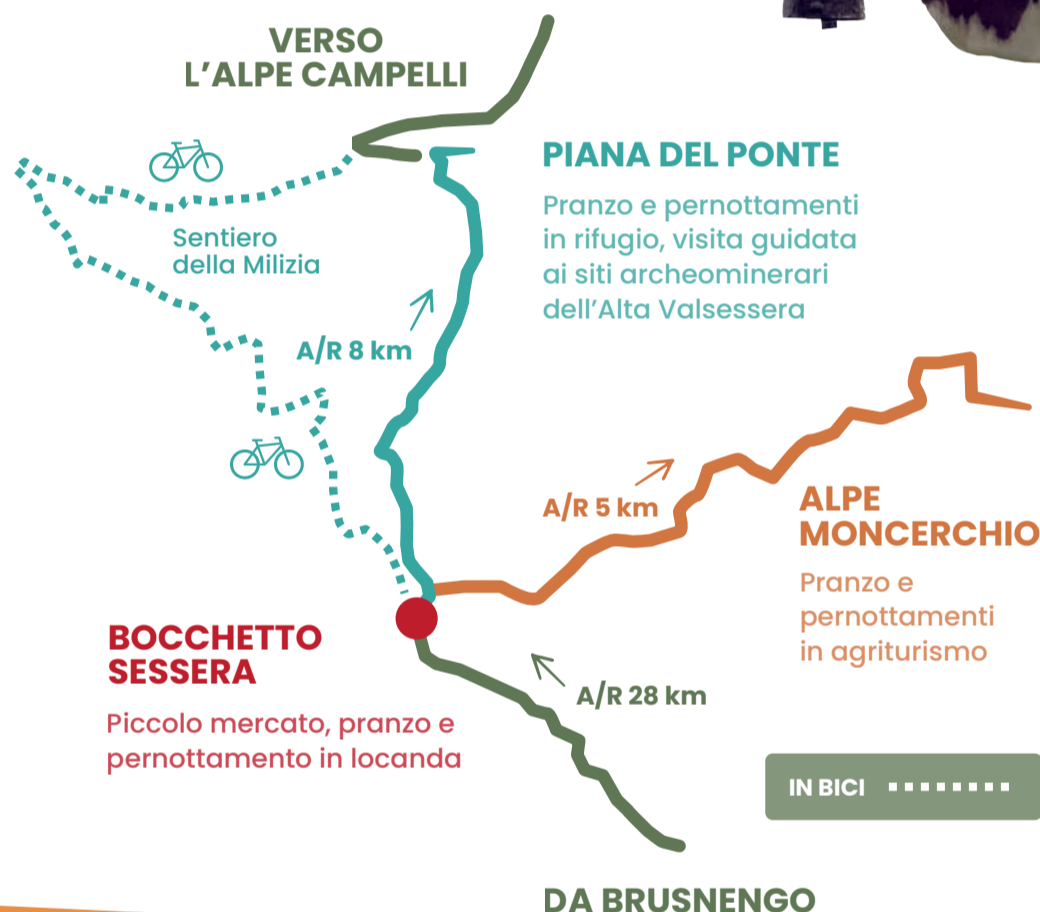 VERSO
L'ALPE CAMPELLI
PIANA DEL PONTE
Pranzo e pernottamenti
in rifugio, visita guidata
ai siti archeominerari
dell'Alta Valsessera
Sentiero
della Milizia
A/R 8 km
A/R 5 km
ALPE
MONCERCHIO
Pranzo e
pernottamenti
in agriturismo
BOCCHETTO
SESSERA
Piccolo mercato, pranzo e
pernottamento in locanda
A/R 28 km
IN BICI
DA BRUSNENGO